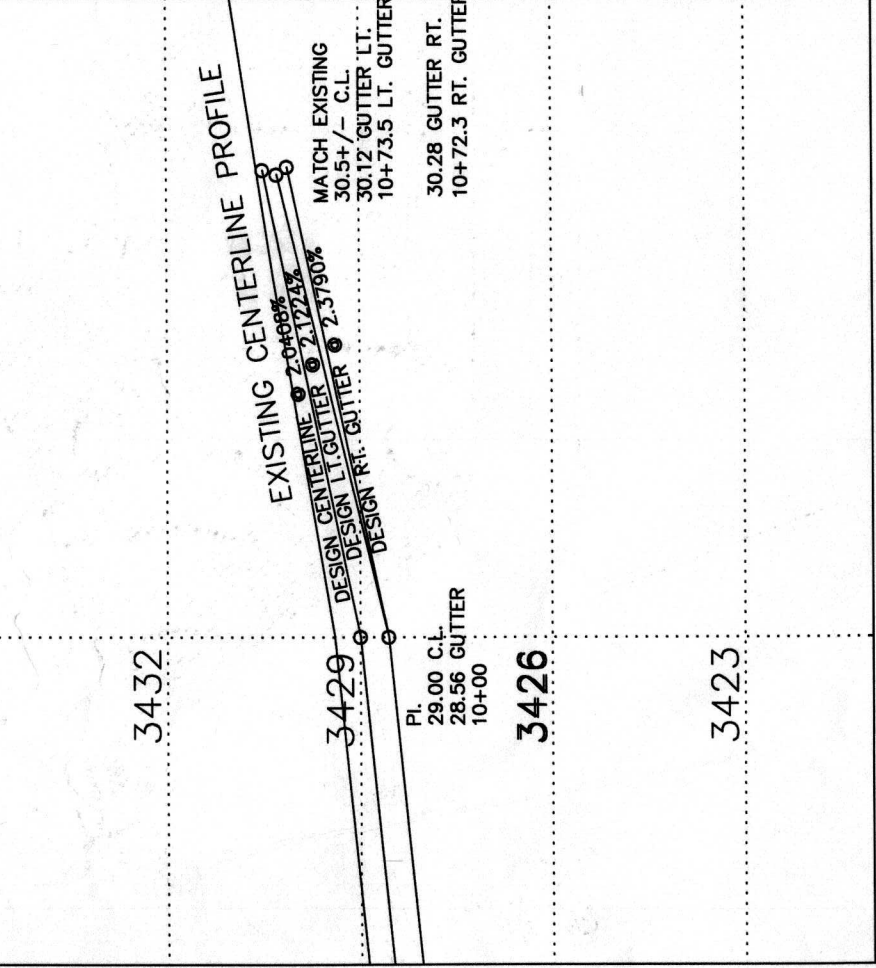 EXISTING CENTERLINE PROFILE
MATCH EXISTING
30.5+/- C.L.
30.12 GUTTER LT.
10+73.5 LT. GUTTER
30.28 GUTTER RT.
10+72.3 RT. GUTTER
DESIGN CENTERLINE @ 2.0408%
DESIGN LT.GUTTER @ 2.1224%
DESIGN RT. GUTTER @ 2.3790%
PI.
29.00 C.L.
28.56 GUTTER
10+00
3432
3429
3426
3423